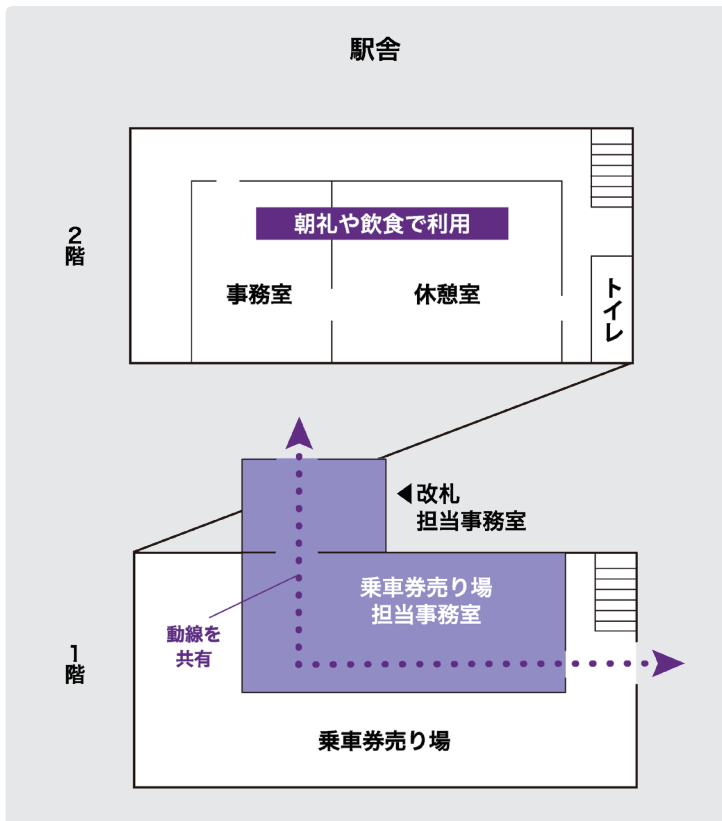 駅舎
2階
朝礼や飲食で利用
事務室
休憩室
トイレ
◀改札
担当事務室
乗車券売り場
担当事務室
動線を
共有
1階
乗車券売り場